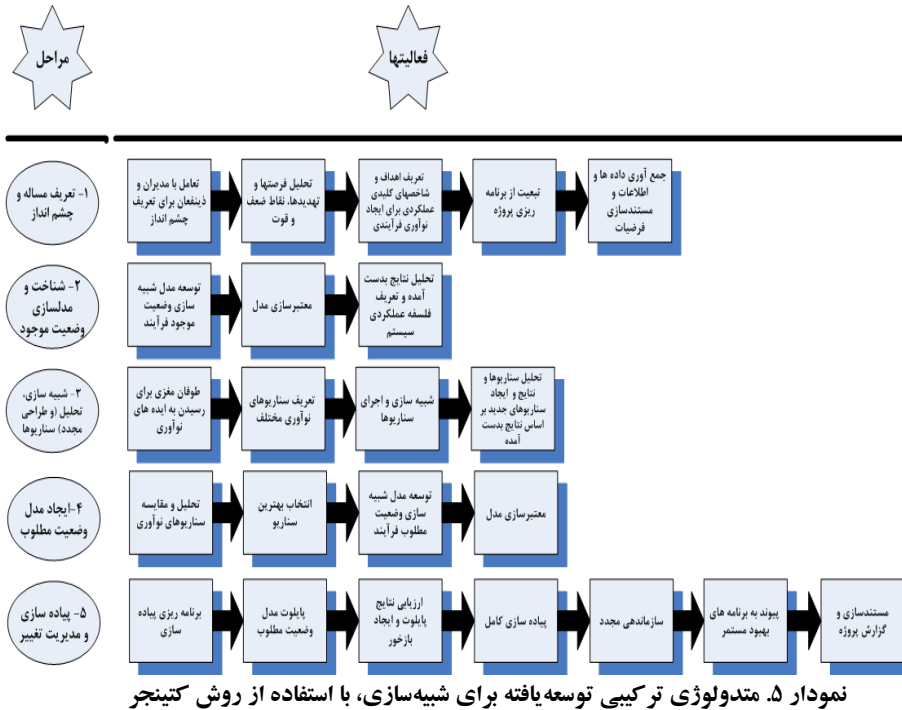 مراحل
فعالیتها
۱- تعریف مساله و
چشم انداز
تعامل با مدیران و
ذینفعان برای تعریف
چشم انداز
تحلیل فرصتها و
تهدیدها، نقاط ضعف
و قوت
تعریف اهداف و
شاخصهای کلیدی
عملکردی برای ایجاد
نوآوری فرآیندی
تبعیت از برنامه
ریزی پروژه
جمع آوری داده ها و
اطلاعات و
مستندسازی
فرضیات
۲- شناخت و
مدلسازی
وضعیت موجود
توسعه مدل شبیه
سازی وضعیت
موجود فرآیند
معتبرسازی مدل
تحلیل نتایج بدست
آمده و تعریف
فلسفه عملکردی
سیستم
۳- شبیه سازی،
تحلیل (و طراحی
مجدد) سناریوها
طوفان مغزی برای
رسیدن به ایده های
نوآوری
تعریف سناریوهای
نوآوری مختلف
شبیه سازی و اجرای
سناریوها
تحلیل سناریوها و
نتایج و ایجاد
سناریوهای جدید بر
اساس نتایج بدست
آمده
۴-ایجاد مدل
وضعیت مطلوب
تحلیل و مقایسه
سناریوهای نوآوری
انتخاب بهترین
سناریو
توسعه مدل شبیه
سازی وضعیت
مطلوب فرآیند
معتبرسازی مدل
۵- پیاده سازی
و مدیریت تغییر
برنامه ریزی پیاده
سازی
پایلوت مدل
وضعیت مطلوب
ارزیابی نتایج
پایلوت و ایجاد
بازخور
پیاده سازی کامل
سازماندهی مجدد
پیوند به برنامه های
بهبود مستمر
مستندسازی و
گزارش پروژه
نمودار ۵. متدولوژی ترکیبی توسعه‌یافته برای شبیه‌سازی، با استفاده از روش کتینجر